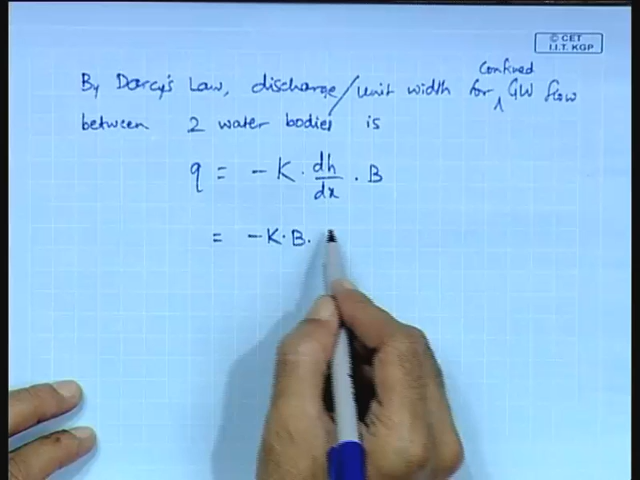 © CET
I.I.T. KGP
Confined
By Darcy's Law, discharge/unit width for ∧ GW flow
between 2 water bodies is
q = - K · dh/dx · B
= - K · B ·